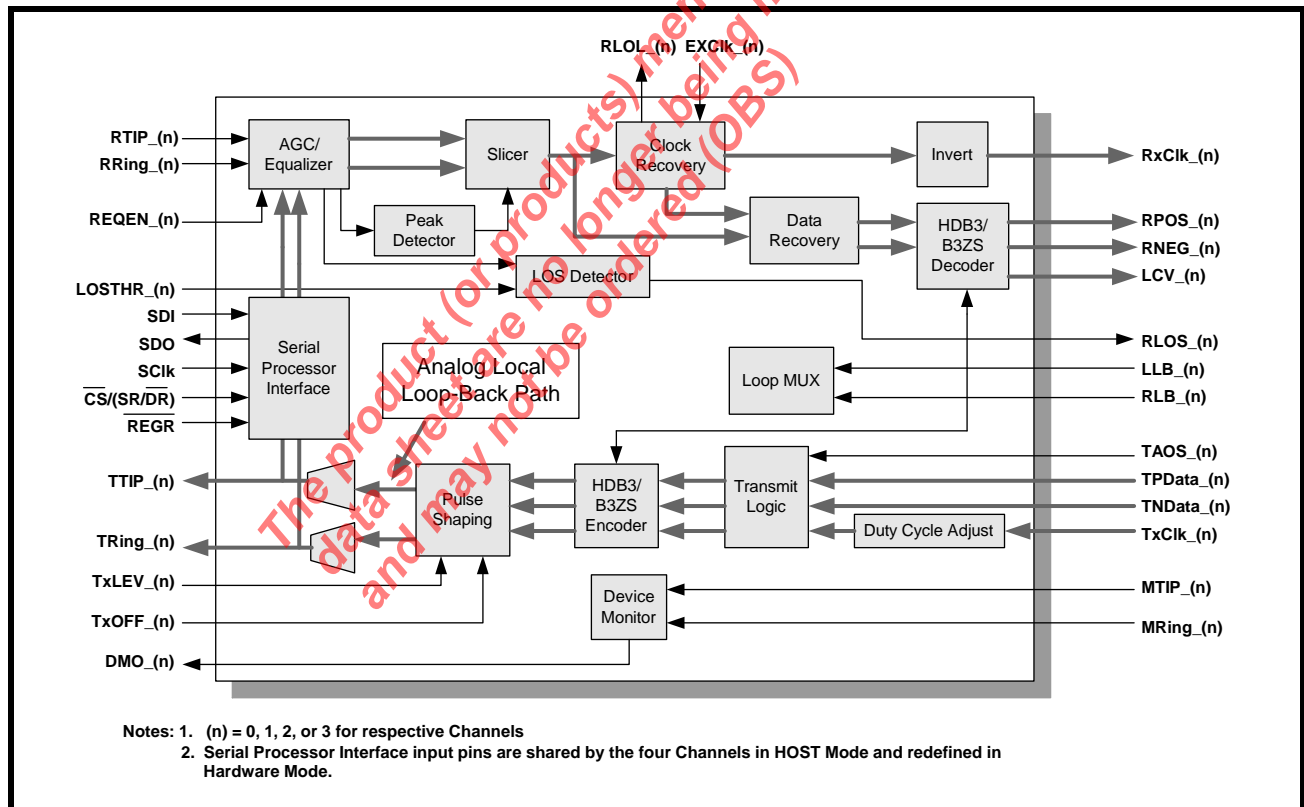 RLOL_(n) EXClk_(n)
RTIP_(n)
RRing_(n)
REQEN_(n)
LOSTHR_(n)
SDI
SDO
SClk
CS/(SR/DR)
REGR
TTIP_(n)
TRing_(n)
TxLEV_(n)
TxOFF_(n)
DMO_(n)
AGC/
Equalizer
Slicer
Clock
Recovery
Invert
Peak
Detector
Data
Recovery
HDB3/
B3ZS
Decoder
LOS Detector
Serial
Processor
Interface
Analog Local
Loop-Back Path
Loop MUX
Pulse
Shaping
HDB3/
B3ZS
Encoder
Transmit
Logic
Duty Cycle Adjust
Device
Monitor
RxClk_(n)
RPOS_(n)
RNEG_(n)
LCV_(n)
RLOS_(n)
LLB_(n)
RLB_(n)
TAOS_(n)
TPData_(n)
TNData_(n)
TxClk_(n)
MTIP_(n)
MRing_(n)
The product (or products)
data sheet are no longer being
and may not be ordered (OBS)
Notes: 1. (n) = 0, 1, 2, or 3 for respective Channels
2. Serial Processor Interface input pins are shared by the four Channels in HOST Mode and redefined in
Hardware Mode.